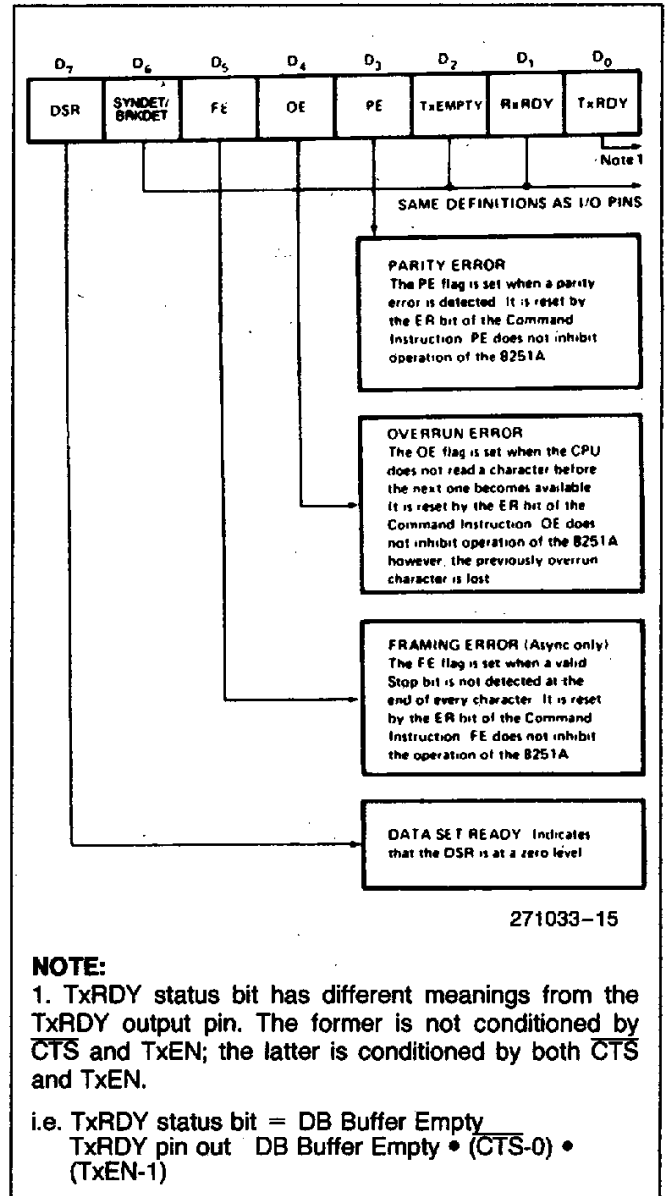 D7 D6 D5 D4 D3 D2 D1 D0
DSR SYNDET/ BRKDET FE OE PE TxEMPTY RxRDY TxRDY
Note 1
SAME DEFINITIONS AS I/O PINS
PARITY ERROR
The PE flag is set when a parity
error is detected It is reset by
the ER bit of the Command
Instruction PE does not inhibit
operation of the 8251A
OVERRUN ERROR
The OE flag is set when the CPU
does not read a character before
the next one becomes available
It is reset by the ER bit of the
Command Instruction OE does
not inhibit operation of the 8251A
however, the previously overrun
character is lost
FRAMING ERROR (Async only)
The FE flag is set when a valid
Stop bit is not detected at the
end of every character It is reset
by the ER bit of the Command
Instruction FE does not inhibit
the operation of the 8251A
DATA SET READY Indicates
that the DSR is at a zero level
271033–15
NOTE:
1. TxRDY status bit has different meanings from the
TxRDY output pin. The former is not conditioned by
C̅T̅S̅ and TxEN; the latter is conditioned by both C̅T̅S̅
and TxEN.
i.e. TxRDY status bit = DB Buffer Empty
TxRDY pin out DB Buffer Empty • (C̅T̅S̅-0) •
(TxEN-1)